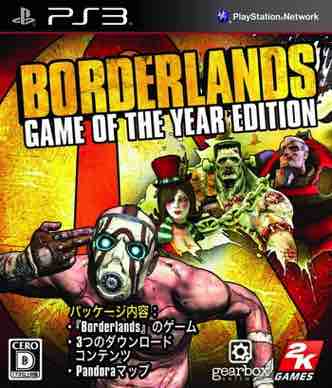 PS3
PlayStation Network
BORDERLANDS
GAME OF THE YEAR EDITION
パッケージ内容：
・『Borderlands』のゲーム
・3つのダウンロード
コンテンツ
・Pandoraマップ
CERO
D
gearbox
2K
GAMES